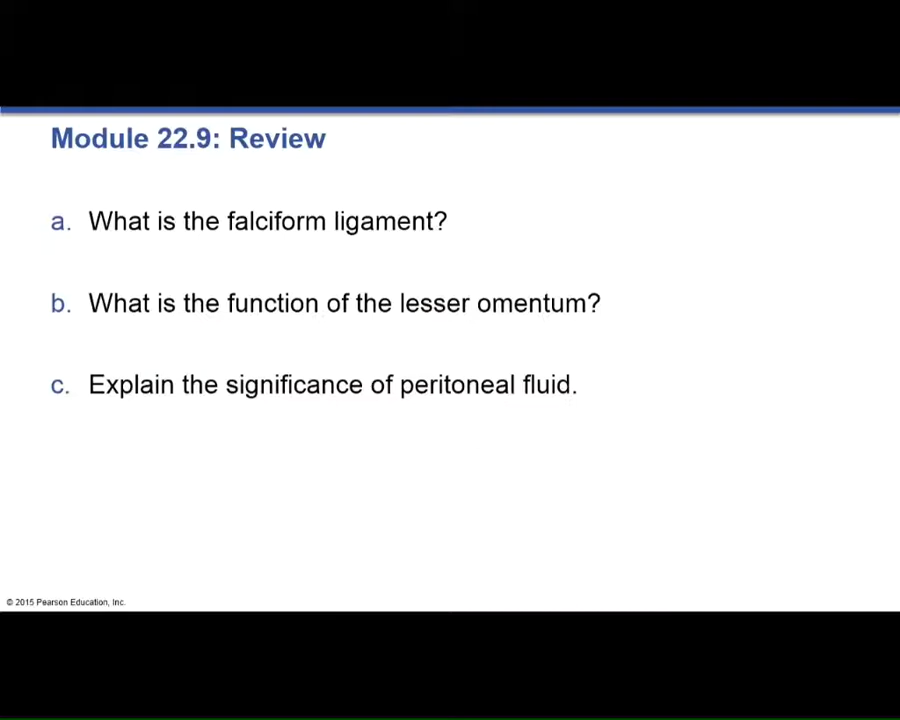 Module 22.9: Review
a. What is the falciform ligament?
b. What is the function of the lesser omentum?
c. Explain the significance of peritoneal fluid.
© 2015 Pearson Education, Inc.